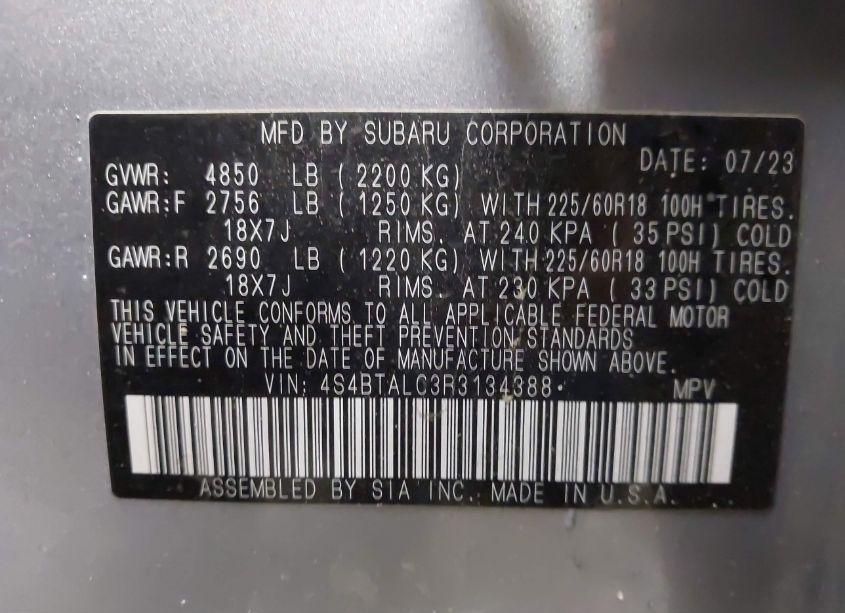 MFD BY SUBARU CORPORATION
DATE: 07/23
GVWR: 4850 LB ( 2200 KG)
GAWR:F 2756 LB ( 1250 KG) WITH 225/60R18 100H TIRES.
18X7J RIMS. AT 240 KPA ( 35 PSI) COLD
GAWR:R 2690 LB ( 1220 KG) WITH 225/60R18 100H TIRES.
18X7J RIMS. AT 230 KPA ( 33 PSI) COLD
THIS VEHICLE CONFORMS TO ALL APPLICABLE FEDERAL MOTOR
VEHICLE SAFETY AND THEFT PREVENTION STANDARDS
IN EFFECT ON THE DATE OF MANUFACTURE SHOWN ABOVE.
VIN: 4S4BTALC3R3134388 MPV
ASSEMBLED BY SIA INC. MADE IN U.S.A.